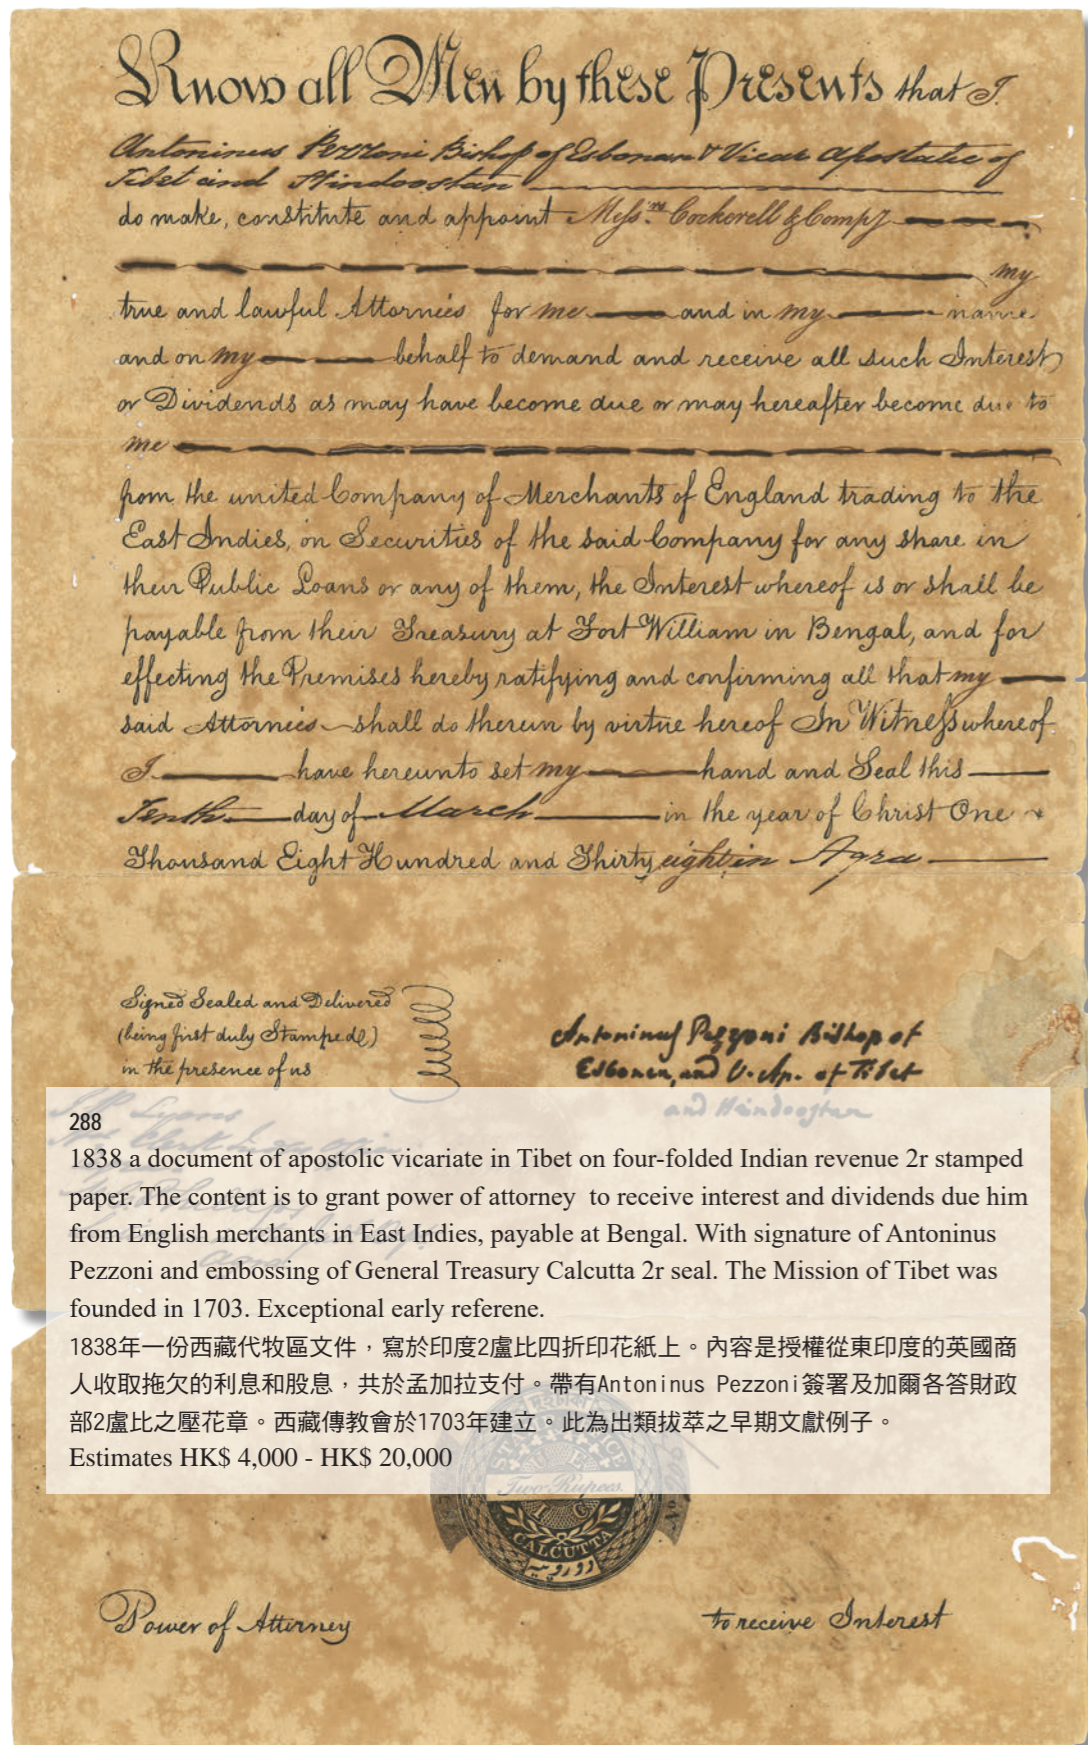 Know all Men by these Presents that I
Antoninus Pezzoni Bishop of Esbonan & Vicar Apostatic of
Tibet and Hindoostan
do make, constitute and appoint Messrs. Cockerell & Compy
my
true and lawful Attornies for me and in my name
and on my behalf to demand and receive all such Interest
or Dividends as may have become due or may hereafter become due to
me
from the united Company of Merchants of England trading to the
East Indies, on Securities of the said Company for any share in
their Public Loans or any of them, the Interest whereof is or shall be
payable from their Treasury at Fort William in Bengal, and for
effecting the Premises hereby ratifying and confirming all that my
said Attornies shall do therein by virtue hereof In Witness whereof
I have hereunto set my hand and Seal this
Tenth day of March in the year of Christ One
Thousand Eight Hundred and Thirty eight in Agra
Signed Sealed and Delivered
(being first duly Stamped)
in the presence of us
Antoninus Pezzoni Bishop of
Esbonen, and V. Ap. of Tibet
and Hindoostan
Lyons
288
1838 a document of apostolic vicariate in Tibet on four-folded Indian revenue 2r stamped
paper. The content is to grant power of attorney to receive interest and dividends due him
from English merchants in East Indies, payable at Bengal. With signature of Antoninus
Pezzoni and embossing of General Treasury Calcutta 2r seal. The Mission of Tibet was
founded in 1703. Exceptional early referene.
1838年一份西藏代牧區文件，寫於印度2盧比四折印花紙上。內容是授權從東印度的英國商
人收取拖欠的利息和股息，共於孟加拉支付。帶有Antoninus Pezzoni簽署及加爾各答財政
部2盧比之壓花章。西藏傳教會於1703年建立。此為出類拔萃之早期文獻例子。
Estimates HK$ 4,000 - HK$ 20,000
Two Rupees
CALCUTTA
دو روپیہ
Power of Attorney
to receive Interest